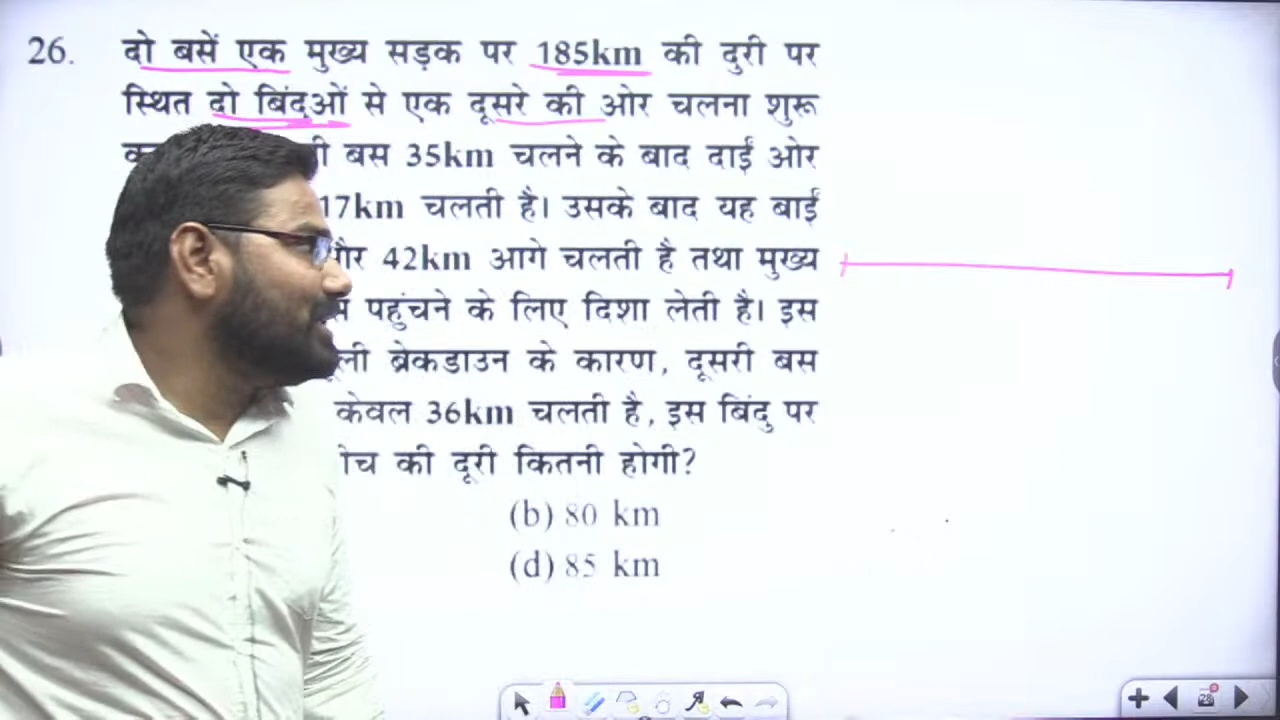 26. दो बसें एक मुख्य सड़क पर 185km की दुरी पर
स्थित दो बिंदुओं से एक दूसरे की ओर चलना शुरू
बस 35km चलने के बाद दाईं ओर
17km चलती है। उसके बाद यह बाईं
42km आगे चलती है तथा मुख्य
पहुंचने के लिए दिशा लेती है। इस
ब्रेकडाउन के कारण, दूसरी बस
केवल 36km चलती है, इस बिंदु पर
की दूरी कितनी होगी?
(b) 80 km
(d) 85 km
28